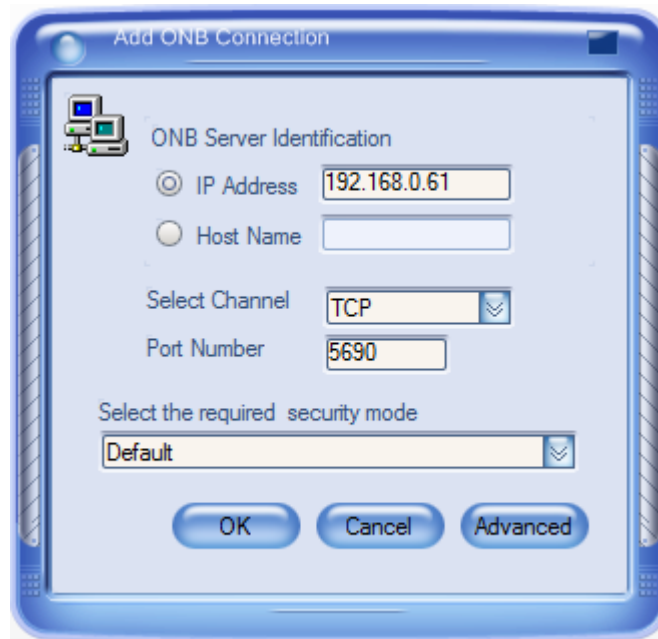 Add ONB Connection
ONB Server Identification
IP Address 192.168.0.61
Host Name
Select Channel TCP
Port Number 5690
Select the required security mode
Default
OK Cancel Advanced